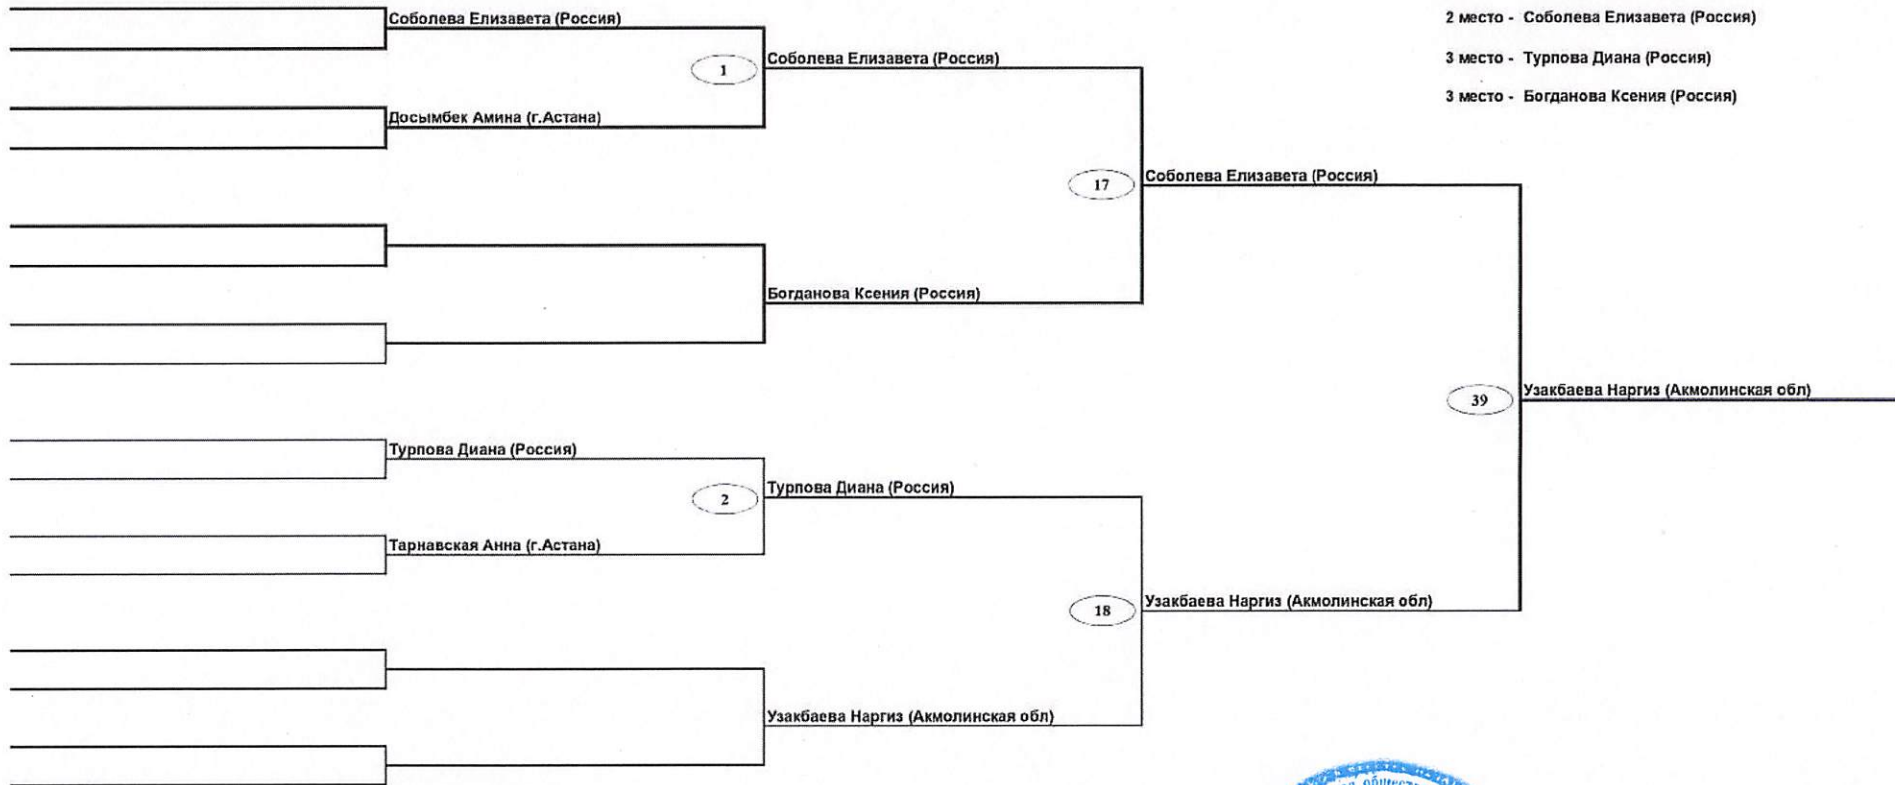 Соболева Елизавета (Россия)
2 место - Соболева Елизавета (Россия)
1
Соболева Елизавета (Россия)
3 место - Турпова Диана (Россия)
3 место - Богданова Ксения (Россия)
Досымбек Амина (г.Астана)
17
Соболева Елизавета (Россия)
Богданова Ксения (Россия)
39
Узакбаева Наргиз (Акмолинская обл)
Турпова Диана (Россия)
2
Турпова Диана (Россия)
Тарнавская Анна (г.Астана)
18
Узакбаева Наргиз (Акмолинская обл)
Узакбаева Наргиз (Акмолинская обл)